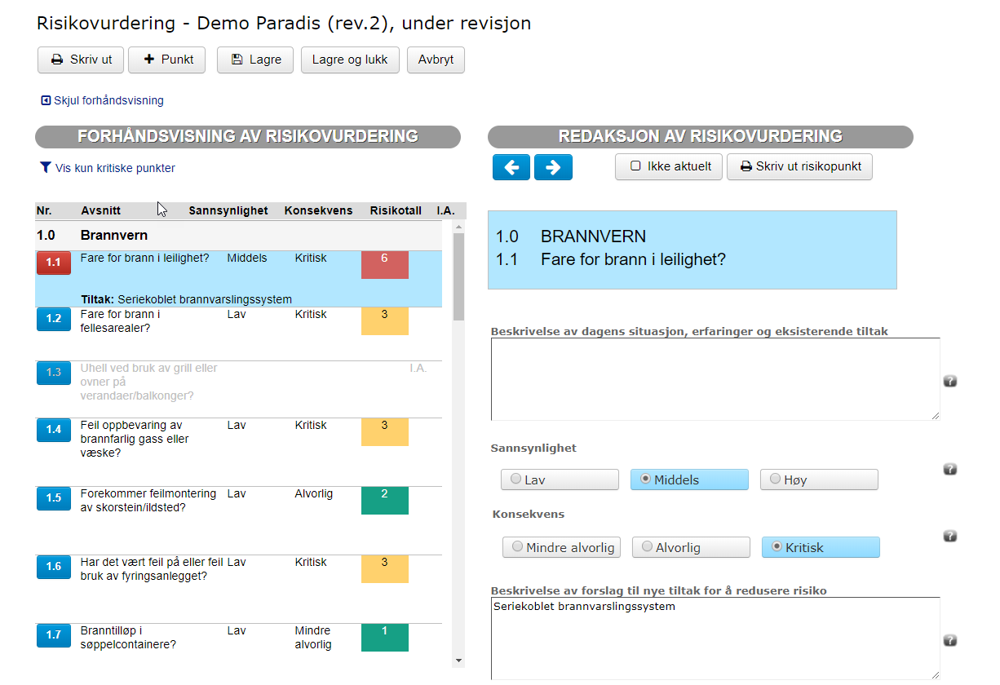 Risikovurdering - Demo Paradis (rev.2), under revisjon
Skriv ut
Punkt
Lagre
Lagre og lukk
Avbryt
Skjul forhåndsvisning
FORHÅNDSVISNING AV RISIKOVURDERING
Vis kun kritiske punkter
Nr. Avsnitt Sannsynlighet Konsekvens Risikotall I.A.
1.0 Brannvern
1.1 Fare for brann i leilighet? Middels Kritisk 6
Tiltak: Seriekoblet brannvarslingssystem
1.2 Fare for brann i Lav Kritisk 3
fellesarealer?
1.3 Uhell ved bruk av grill eller I.A.
ovner på
verandaer/balkonger?
1.4 Feil oppbevaring av Lav Kritisk 3
brannfarlig gass eller
væske?
1.5 Forekommer feilmontering Lav Alvorlig 2
av skorstein/ildsted?
1.6 Har det vært feil på eller feil Lav Kritisk 3
bruk av fyringsanlegget?
1.7 Branntilløp i Lav Mindre 1
søppelcontainere? alvorlig
REDAKSJON AV RISIKOVURDERING
Ikke aktuelt
Skriv ut risikopunkt
1.0 BRANNVERN
1.1 Fare for brann i leilighet?
Beskrivelse av dagens situasjon, erfaringer og eksisterende tiltak
?
Sannsynlighet
?
Lav Middels Høy
Konsekvens
?
Mindre alvorlig Alvorlig Kritisk
Beskrivelse av forslag til nye tiltak for å redusere risiko
Seriekoblet brannvarslingssystem
?